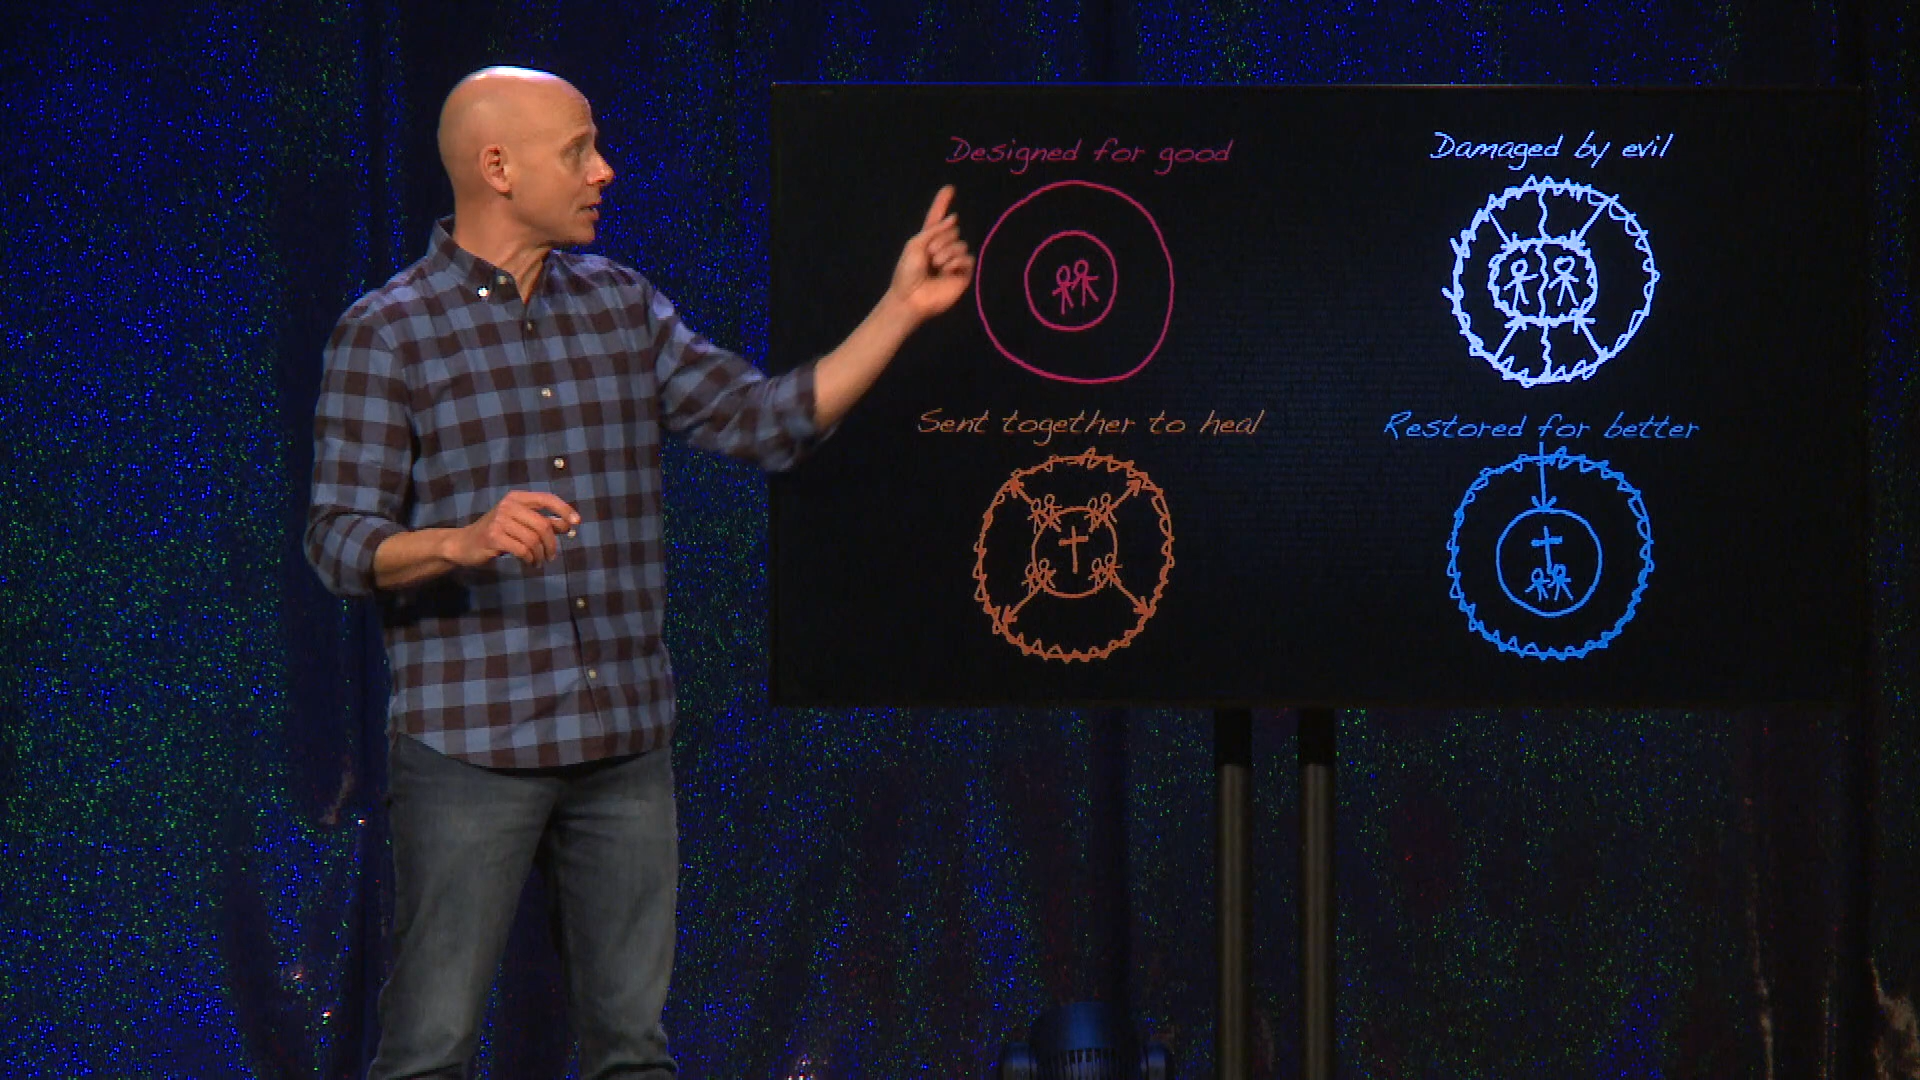 Designed for good
Damaged by evil
Sent together to heal
Restored for better